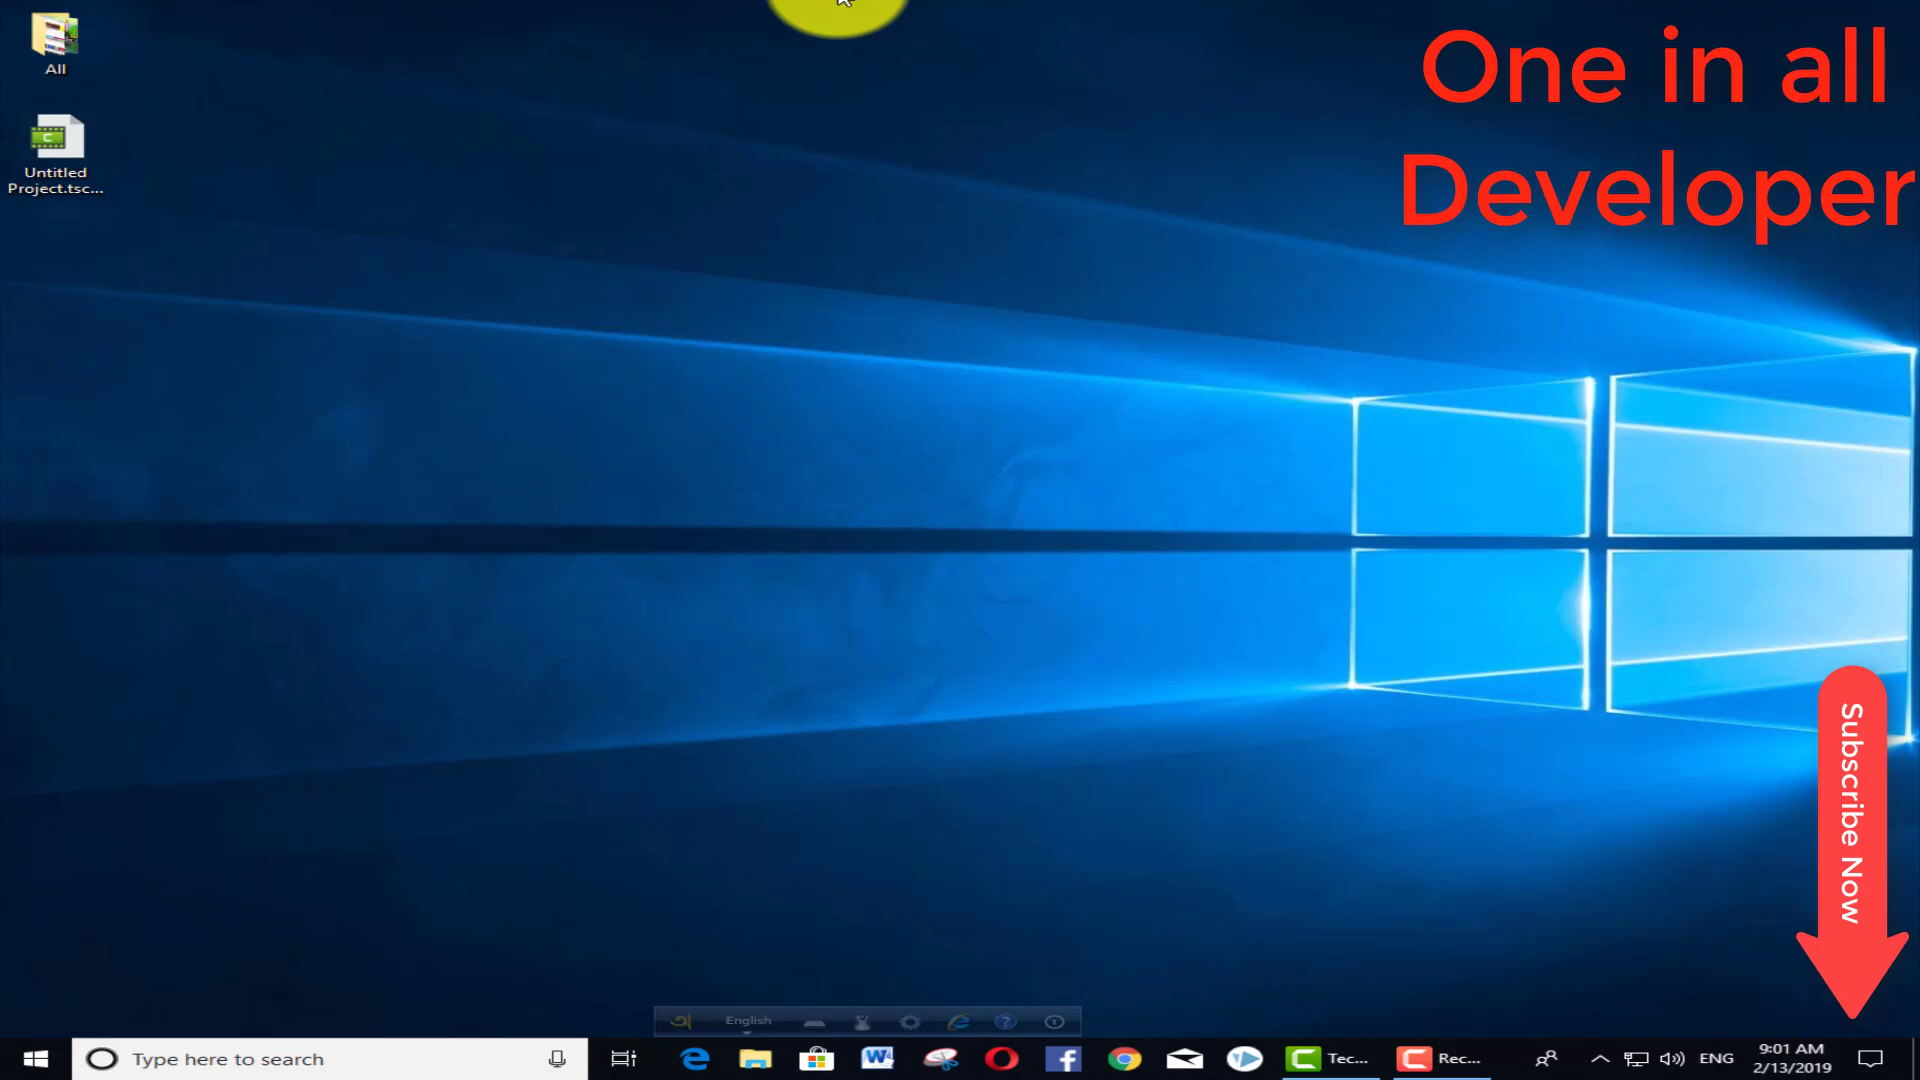 All
Untitled
Project.tsc...
One in all
Developer
Subscribe Now
English
Type here to search
Tec...
Rec...
ENG
9:01 AM
2/13/2019